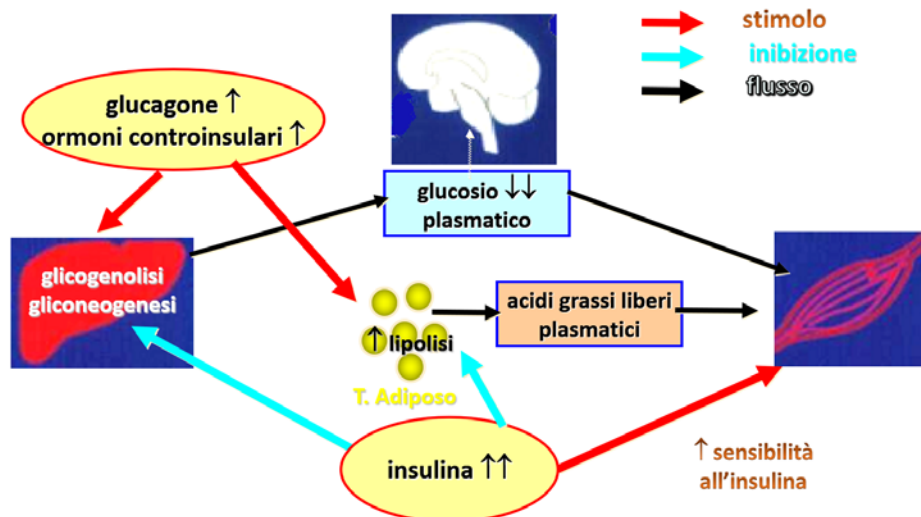 stimolo
inibizione
flusso
glucagone ↑
ormoni controinsulari ↑
glucosio ↓↓
plasmatico
glicogenolisi
gliconeogenesi
acidi grassi liberi
plasmatici
↑ lipolisi
T. Adiposo
insulina ↑↑
↑ sensibilità
all'insulina